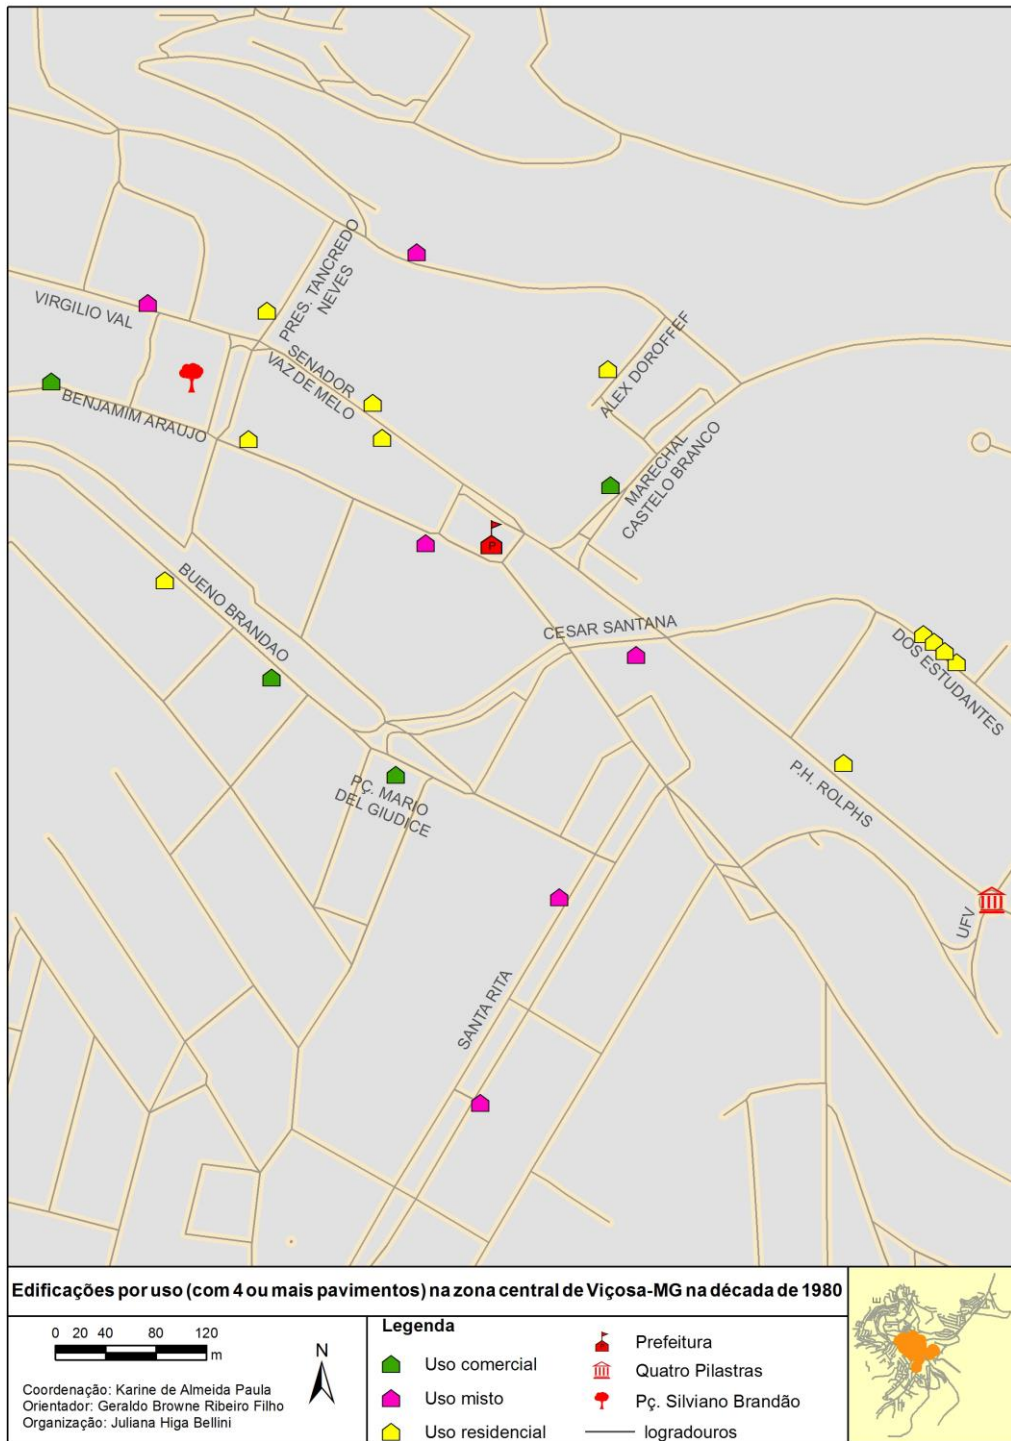 PRES. TANCREDO
NEVES
VIRGILIO VAL
SENADOR
VAZ DE MELO
ALEX DOROFFEF
BENJAMIM ARAUJO
MARECHAL
CASTELO BRANCO
P
BUENO BRANDAO
CESAR SANTANA
DOS ESTUDANTES
P.H. ROLPHS
PÇ. MARIO
DEL GIUDICE
UFV
SANTA RITA
Edificações por uso (com 4 ou mais pavimentos) na zona central de Viçosa-MG na década de 1980
0 20 40 80 120
m
N
Coordenação: Karine de Almeida Paula
Orientador: Geraldo Browne Ribeiro Filho
Organização: Juliana Higa Bellini
Legenda
Uso comercial
Uso misto
Uso residencial
Prefeitura
Quatro Pilastras
Pç. Silviano Brandão
logradouros